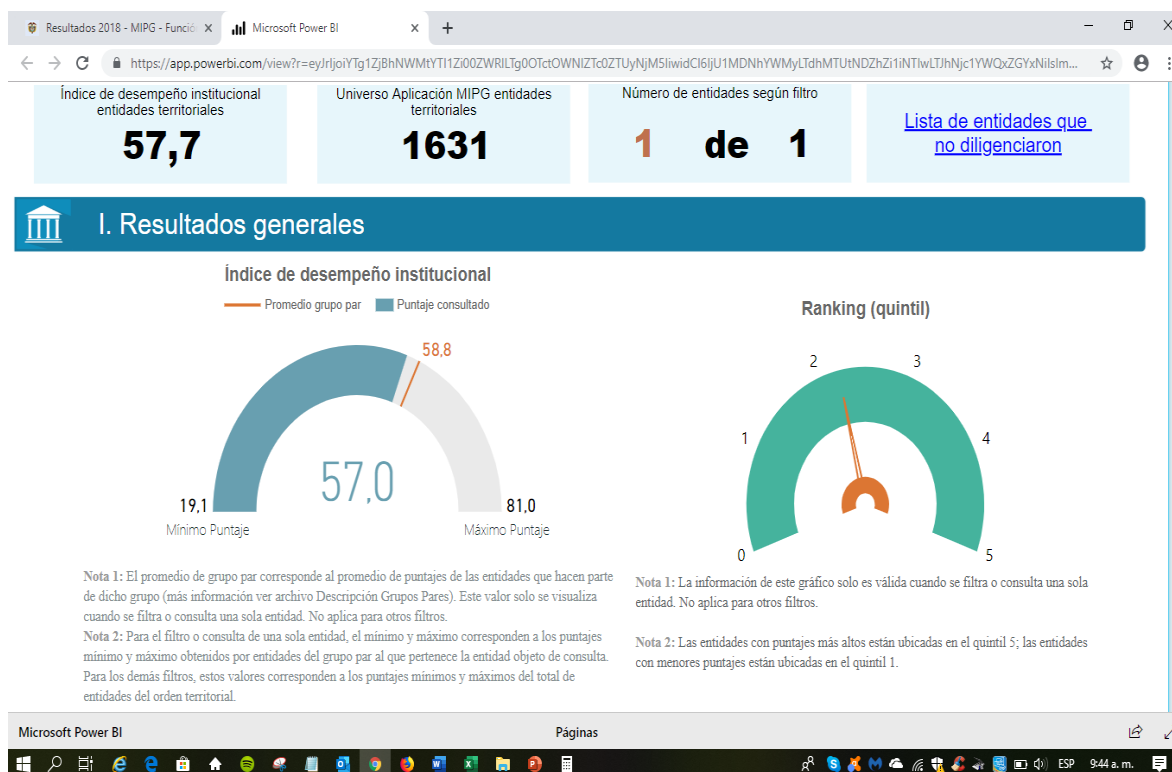 Resultados 2018 - MIPG - Funció
Microsoft Power BI
https://app.powerbi.com/view?r=
Índice de desempeño institucional
entidades territoriales
57,7
Universo Aplicación MIPG entidades
territoriales
1631
Número de entidades según filtro
1 de 1
Lista de entidades que
no diligenciaron
I. Resultados generales
Índice de desempeño institucional
Promedio grupo par
Puntaje consultado
58,8
57,0
19,1
Mínimo Puntaje
81,0
Máximo Puntaje
Nota 1: El promedio de grupo par corresponde al promedio de puntajes de las entidades que hacen parte
de dicho grupo (más información ver archivo Descripción Grupos Pares). Este valor solo se visualiza
cuando se filtra o consulta una sola entidad. No aplica para otros filtros.
Nota 2: Para el filtro o consulta de una sola entidad, el mínimo y máximo corresponden a los puntajes
mínimo y máximo obtenidos por entidades del grupo par al que pertenece la entidad objeto de consulta.
Para los demás filtros, estos valores corresponden a los puntajes mínimos y máximos del total de
entidades del orden territorial.
Ranking (quintil)
0
1
2
3
4
5
Nota 1: La información de este gráfico solo es válida cuando se filtra o consulta una sola
entidad. No aplica para otros filtros.
Nota 2: Las entidades con puntajes más altos están ubicadas en el quintil 5; las entidades
con menores puntajes están ubicadas en el quintil 1.
Microsoft Power BI
Páginas
ESP
9:44 a. m.